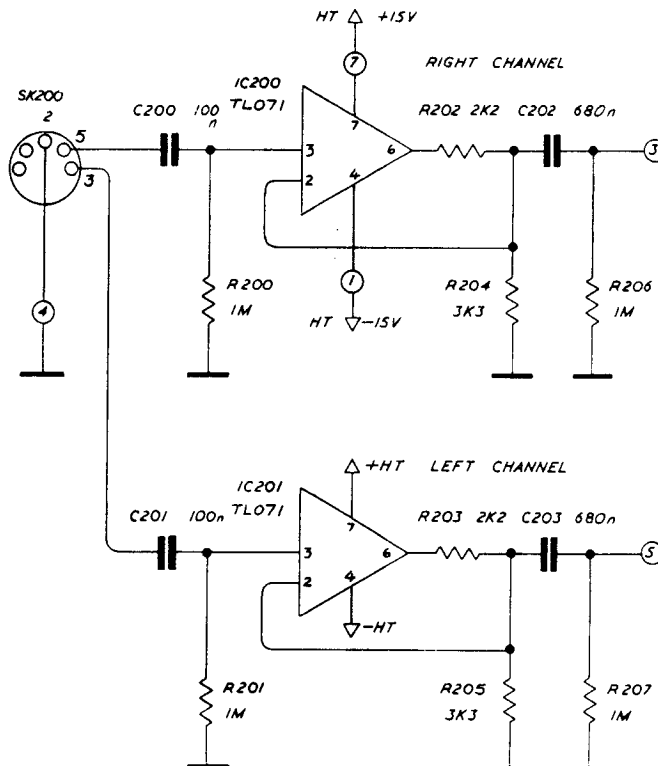 HT +15V
7
RIGHT CHANNEL
SK200
2
5
3
C200 100n
IC200
TL071
R202 2K2 C202 680n
7
3
6
2
4
3
4
1
R200
1M
R204
3K3
R206
1M
HT -15V
+HT LEFT CHANNEL
IC201
TL071
C201 100n
R203 2K2 C203 680n
7
3
6
2
4
5
-HT
R201
1M
R205
3K3
R207
1M